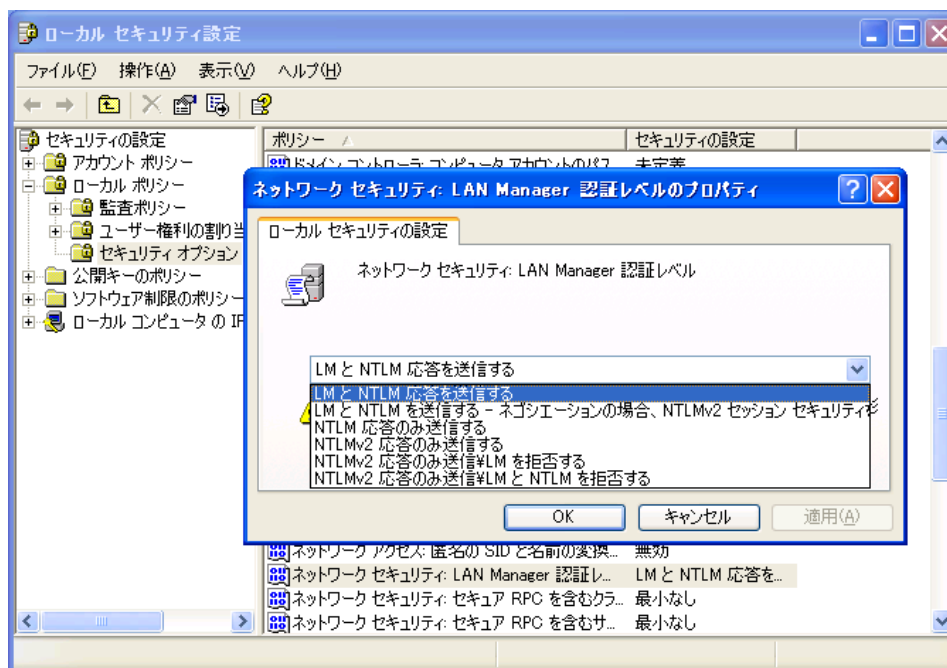 ローカル セキュリティ設定
ファイル(F) 操作(A) 表示(V) ヘルプ(H)
セキュリティの設定
アカウント ポリシー
ローカル ポリシー
監査ポリシー
ユーザー権利の割り当
セキュリティ オプション
公開キーのポリシー
ソフトウェア制限のポリシー
ローカル コンピュータ の IF
ポリシー セキュリティの設定
ドメイン コントローラ: コンピュータ アカウントのパス 未定義
ネットワーク セキュリティ: LAN Manager 認証レベルのプロパティ
ローカル セキュリティの設定
ネットワーク セキュリティ: LAN Manager 認証レベル
LM と NTLM 応答を送信する
LM と NTLM 応答を送信する
LM と NTLM を送信する - ネゴシエーションの場合、NTLMv2 セッション セキュリティを
NTLM 応答のみ送信する
NTLMv2 応答のみ送信する
NTLMv2 応答のみ送信¥LM を拒否する
NTLMv2 応答のみ送信¥LM と NTLM を拒否する
OK キャンセル 適用(A)
ネットワーク アクセス: 匿名の SID と名前の変換... 無効
ネットワーク セキュリティ: LAN Manager 認証レ... LM と NTLM 応答を...
ネットワーク セキュリティ: セキュア RPC を含むクラ... 最小なし
ネットワーク セキュリティ: セキュア RPC を含むサ... 最小なし